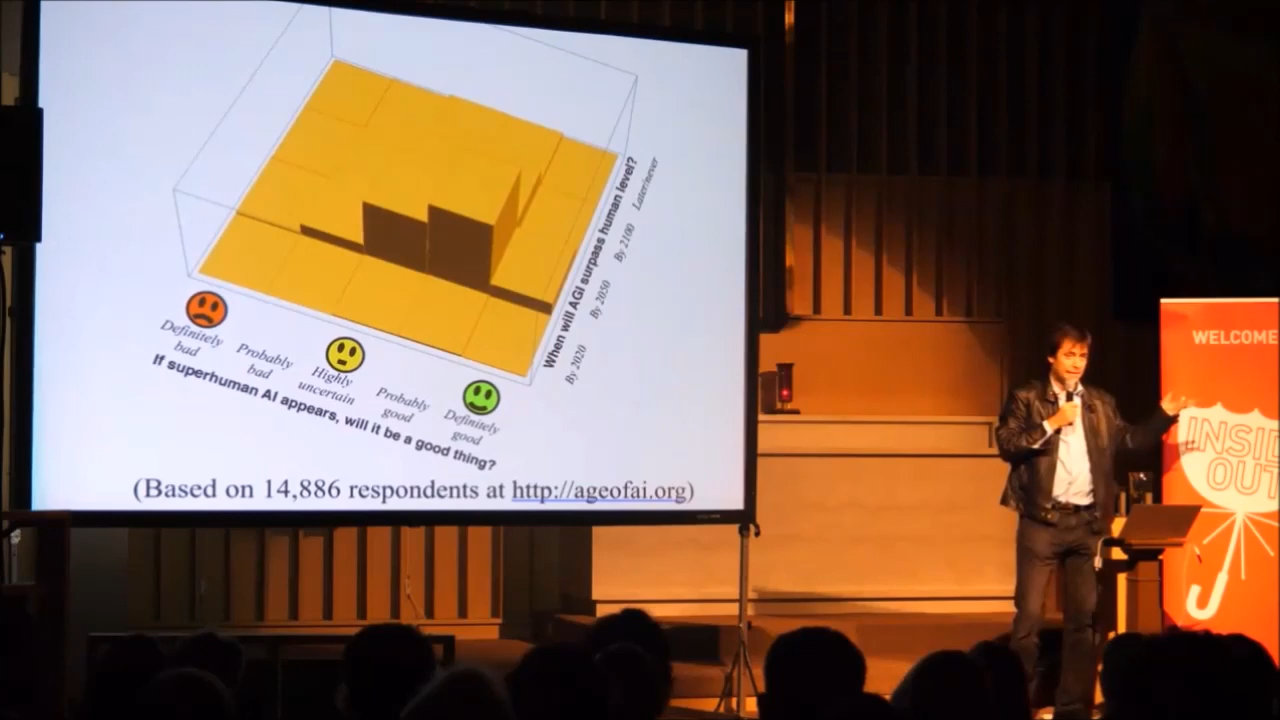 When will AGI surpass human level?
By 2020
By 2050
By 2100
Later/never
Definitely
bad
Probably
bad
Highly
uncertain
Probably
good
Definitely
good
If superhuman AI appears, will it be a good thing?
(Based on 14,886 respondents at http://ageofai.org)
WELCOME
OUT